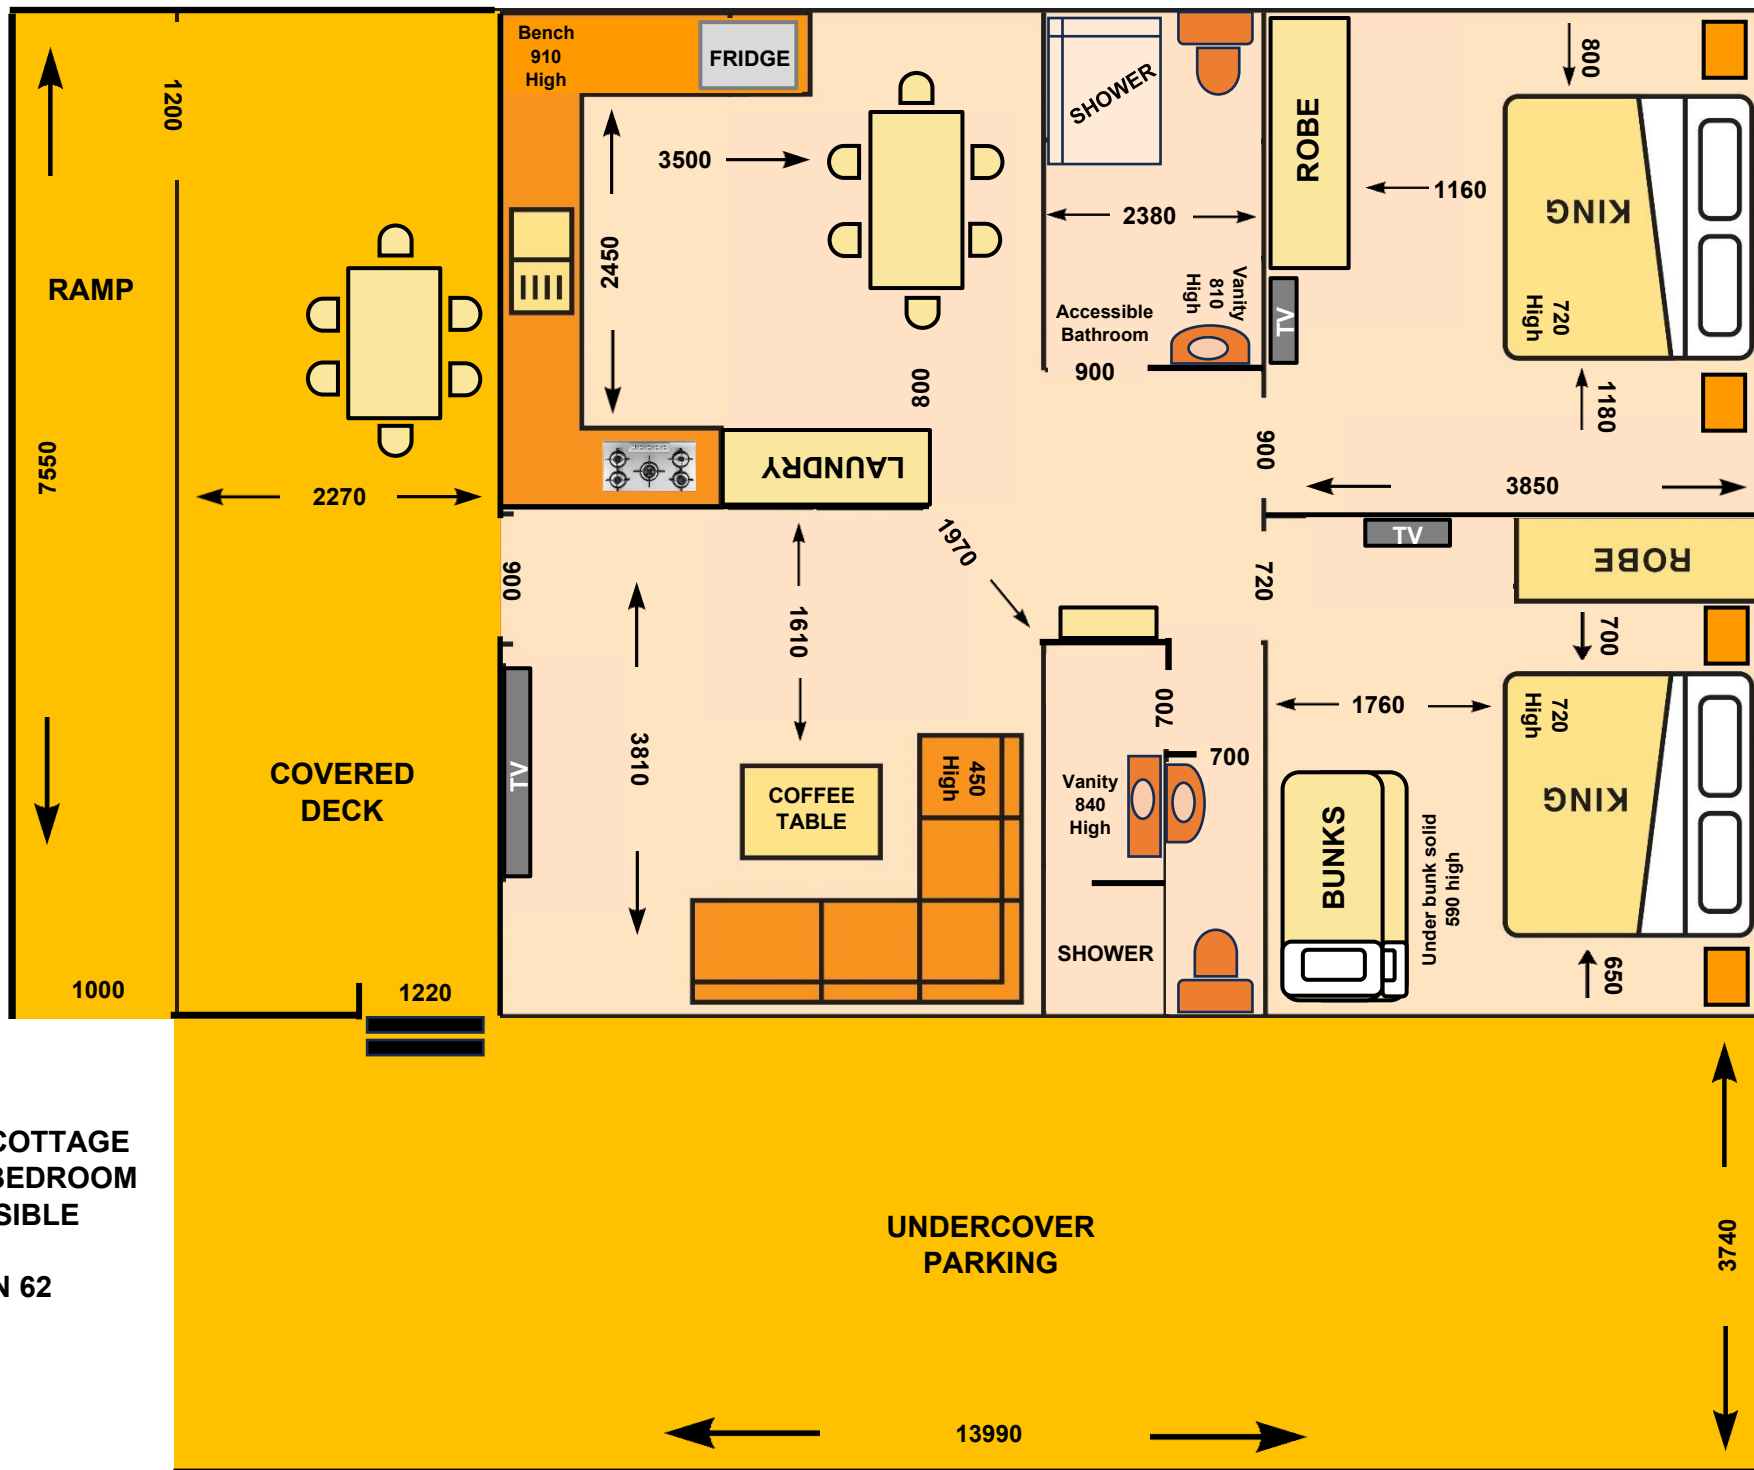 Bench
910
High
FRIDGE
SHOWER
ROBE
800
1200
3500
1160
2380
KING
2450
RAMP
Vanity
810
High
Accessible
Bathroom
TV
720
High
900
800
1180
7550
LAUNDRY
900
3850
2270
1970
TV
ROBE
900
720
1610
700
700
1760
720
High
3810
TV
COVERED
DECK
450
High
COFFEE
TABLE
Vanity
840
High
700
BUNKS
Under bunk solid
590 high
KING
SHOWER
650
1000
1220
COTTAGE
BEDROOM
SIBLE
N 62
UNDERCOVER
PARKING
3740
13990